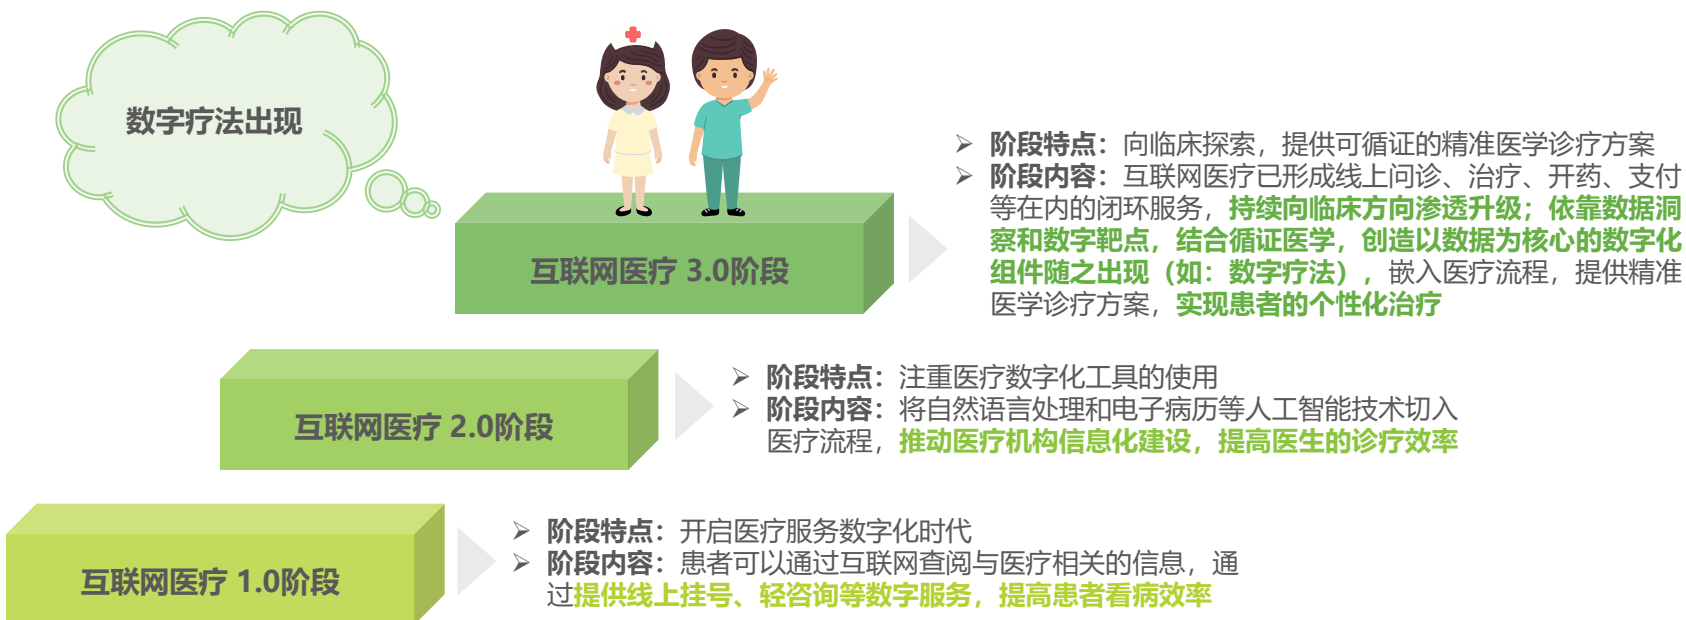 数字疗法出现
互联网医疗 3.0阶段
➢ 阶段特点：向临床探索，提供可循证的精准医学诊疗方案
➢ 阶段内容：互联网医疗已形成线上问诊、治疗、开药、支付
等在内的闭环服务，持续向临床方向渗透升级；依靠数据洞
察和数字靶点，结合循证医学，创造以数据为核心的数字化
组件随之出现（如：数字疗法），嵌入医疗流程，提供精准
医学诊疗方案，实现患者的个性化治疗
互联网医疗 2.0阶段
➢ 阶段特点：注重医疗数字化工具的使用
➢ 阶段内容：将自然语言处理和电子病历等人工智能技术切入
医疗流程，推动医疗机构信息化建设，提高医生的诊疗效率
互联网医疗 1.0阶段
➢ 阶段特点：开启医疗服务数字化时代
➢ 阶段内容：患者可以通过互联网查阅与医疗相关的信息，通
过提供线上挂号、轻咨询等数字服务，提高患者看病效率